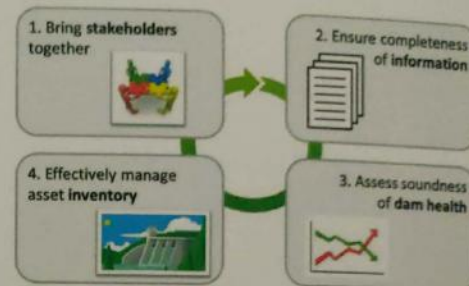 1. Bring stakeholders
together
2. Ensure completeness
of information
4. Effectively manage
asset inventory
3. Assess soundness
of dam health